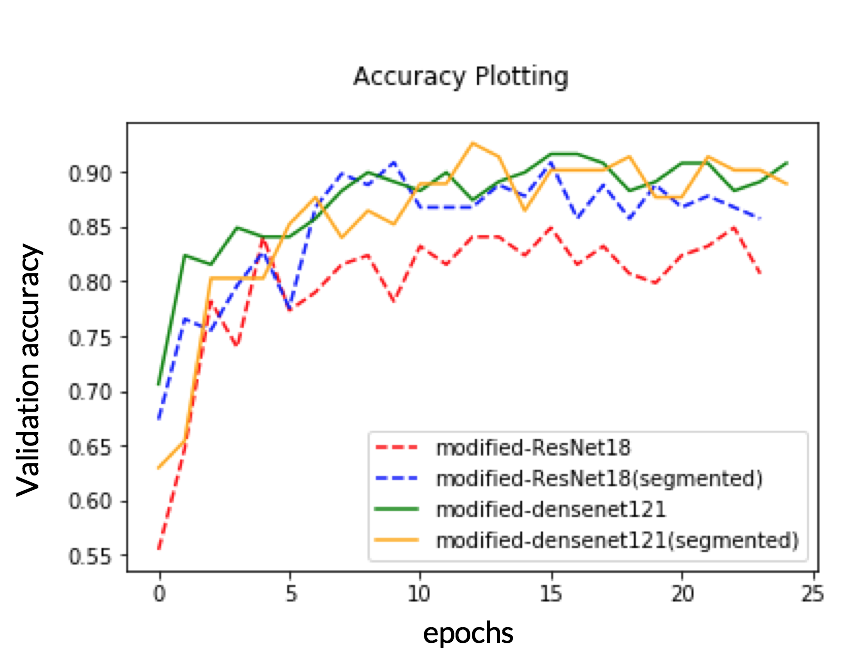 Accuracy Plotting
Validation accuracy
0.90
0.85
0.80
0.75
0.70
0.65
0.60
0.55
modified-ResNet18
modified-ResNet18(segmented)
modified-densenet121
modified-densenet121(segmented)
0 5 10 15 20 25
epochs